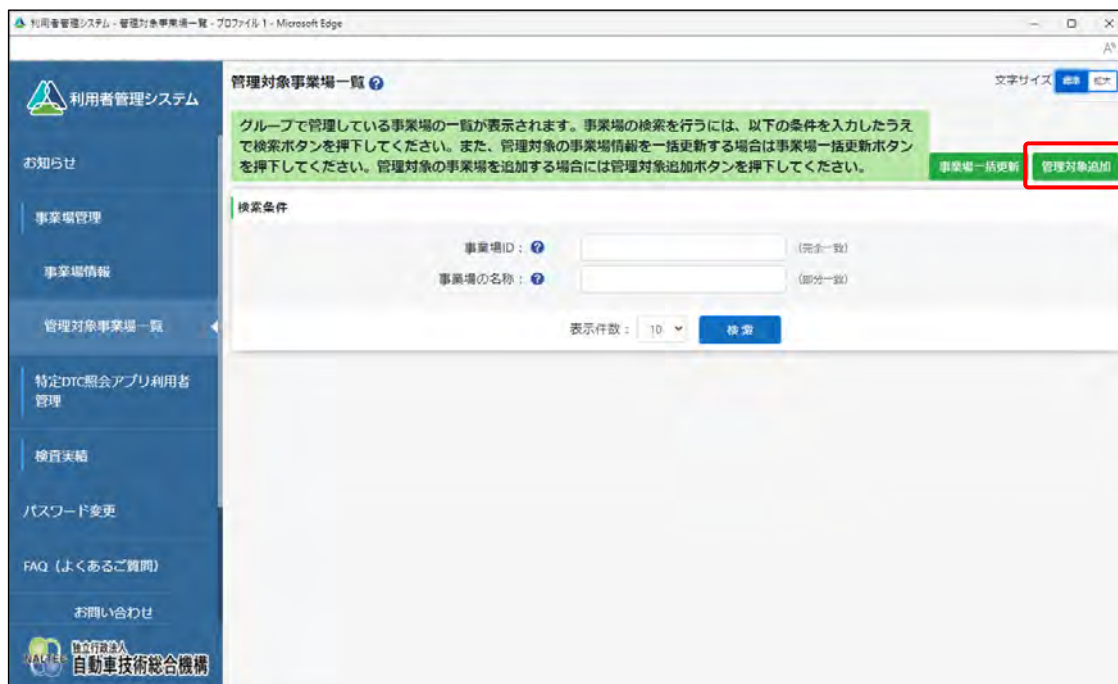 利用者管理システム - 管理対象事業場一覧 - プロファイル 1 - Microsoft Edge
利用者管理システム
管理対象事業場一覧
文字サイズ 標準 拡大
グループで管理している事業場の一覧が表示されます。事業場の検索を行うには、以下の条件を入力したうえ
で検索ボタンを押下してください。また、管理対象の事業場情報を一括更新する場合は事業場一括更新ボタン
を押下してください。管理対象の事業場を追加する場合には管理対象追加ボタンを押下してください。
事業場一括更新 管理対象追加
検索条件
事業場ID： (完全一致)
事業場の名称： (部分一致)
表示件数： 10 検索
お知らせ
事業場管理
事業場情報
管理対象事業場一覧
特定DTC照会アプリ利用者
管理
検査実績
パスワード変更
FAQ（よくあるご質問）
お問い合わせ
NALTEC 独立行政法人
自動車技術総合機構